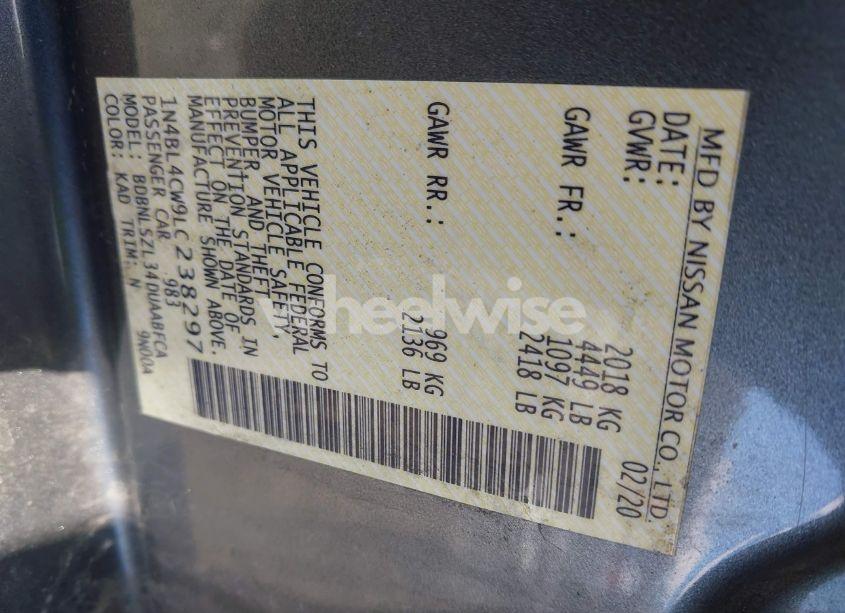 MFD BY NISSAN MOTOR CO., LTD.
DATE: 02/20
GVWR: 2018 KG
4449 LB
GAWR FR.: 1097 KG
2418 LB
GAWR RR.: 969 KG
2136 LB
THIS VEHICLE CONFORMS TO
ALL APPLICABLE FEDERAL
MOTOR VEHICLE SAFETY,
BUMPER, AND THEFT
PREVENTION STANDARDS IN
EFFECT ON THE DATE OF
MANUFACTURE SHOWN ABOVE.
1N4BL4CW9LC238297
PASSENGER CAR 983
MODEL: BDBNLSZL34DUAABFCA
COLOR: KAD TRIM: N 9N00A
wheelwise